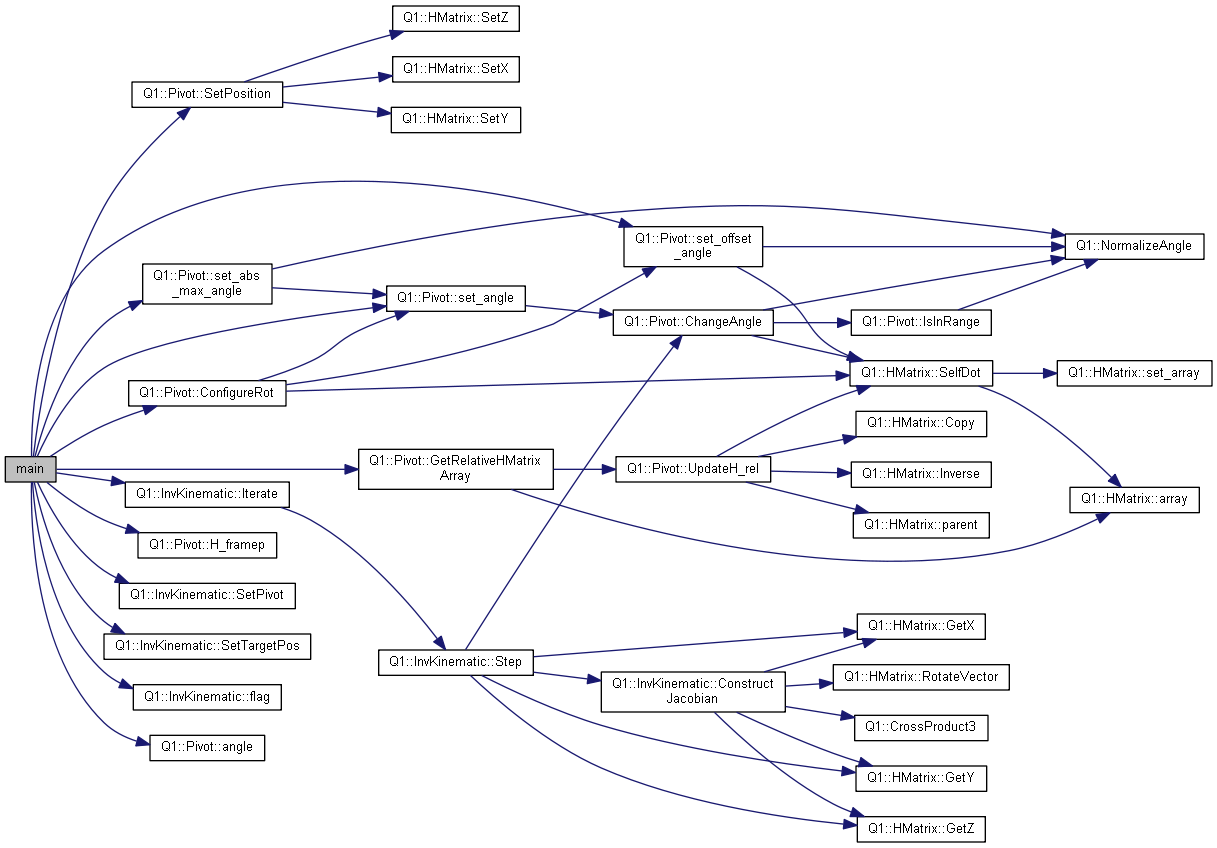 Q1::HMatrix::SetZ
Q1::HMatrix::SetX
Q1::Pivot::SetPosition
Q1::HMatrix::SetY
Q1::Pivot::set_offset
_angle
Q1::NormalizeAngle
Q1::Pivot::set_abs
_max_angle
Q1::Pivot::set_angle
Q1::Pivot::ChangeAngle
Q1::Pivot::IsInRange
Q1::HMatrix::SelfDot
Q1::HMatrix::set_array
Q1::Pivot::ConfigureRot
Q1::HMatrix::Copy
main
Q1::Pivot::GetRelativeHMatrix
Array
Q1::Pivot::UpdateH_rel
Q1::HMatrix::Inverse
Q1::InvKinematic::Iterate
Q1::HMatrix::array
Q1::HMatrix::parent
Q1::Pivot::H_framep
Q1::InvKinematic::SetPivot
Q1::HMatrix::GetX
Q1::InvKinematic::SetTargetPos
Q1::InvKinematic::Step
Q1::HMatrix::RotateVector
Q1::InvKinematic::Construct
Jacobian
Q1::InvKinematic::flag
Q1::CrossProduct3
Q1::Pivot::angle
Q1::HMatrix::GetY
Q1::HMatrix::GetZ